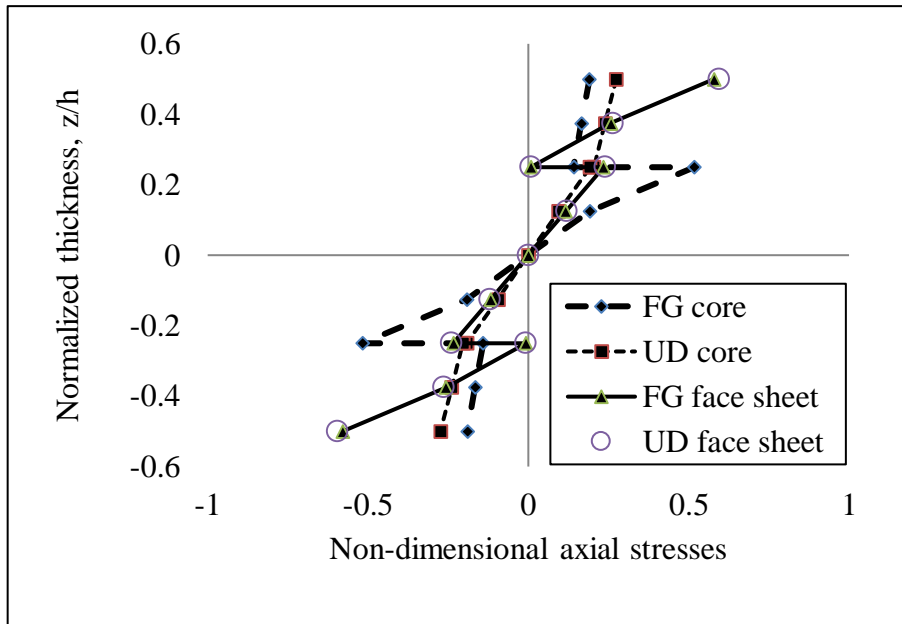 0.6
0.4
0.2
0
-0.2
-0.4
-0.6
-1
-0.5
0
0.5
1
Normalized thickness, z/h
Non-dimensional axial stresses
FG core
UD core
FG face sheet
UD face sheet